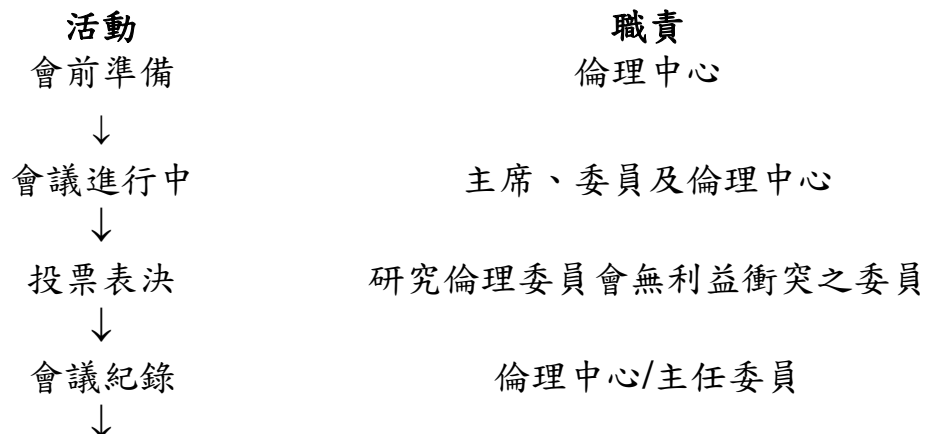 活動 職責
會前準備 倫理中心
↓
會議進行中 主席、委員及倫理中心
↓
投票表決 研究倫理委員會無利益衝突之委員
↓
會議紀錄 倫理中心/主任委員
↓